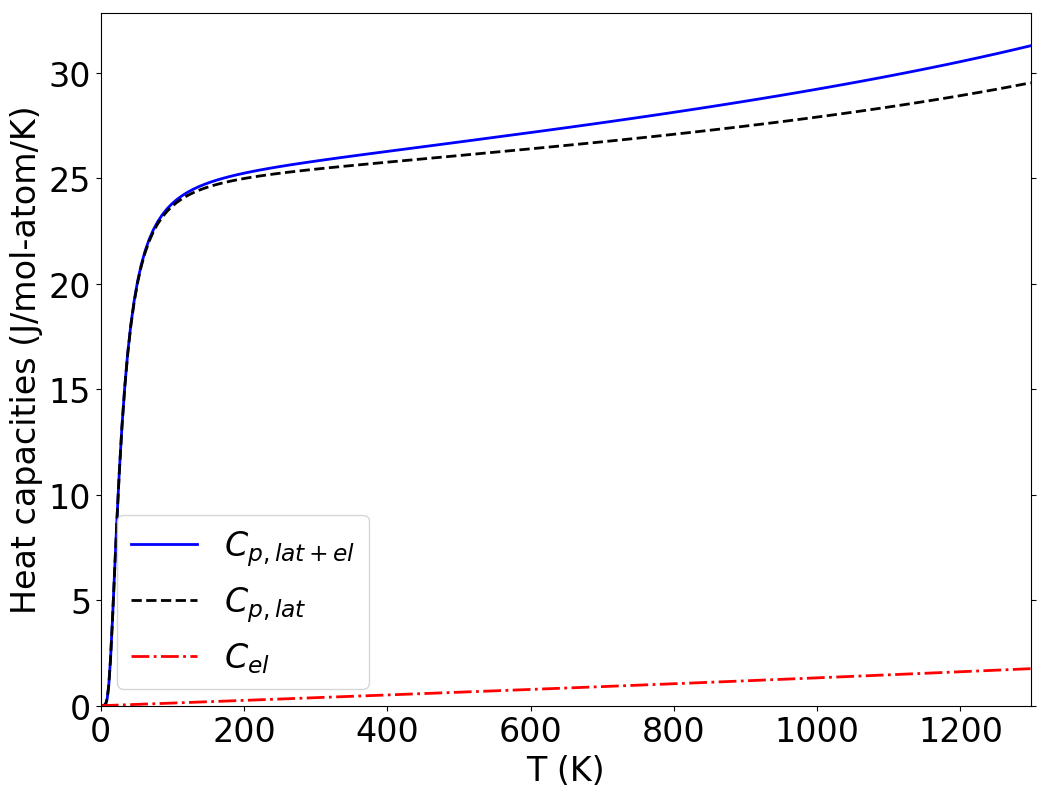 Heat capacities (J/mol-atom/K)
30
25
20
15
10
5
0
C_{p, lat+el}
C_{p, lat}
C_{el}
0 200 400 600 800 1000 1200
T (K)